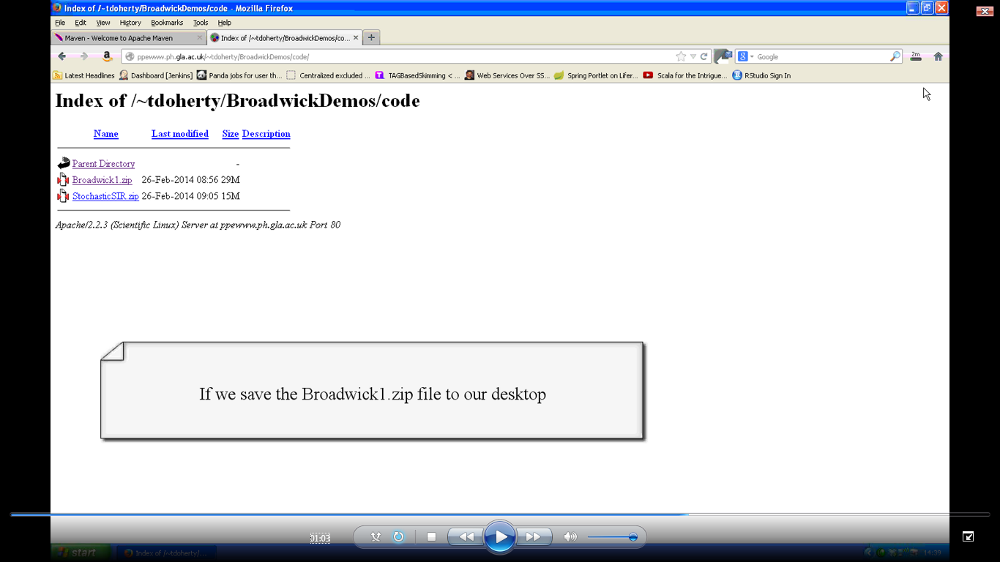 Index of /~tdoherty/BroadwickDemos/code - Mozilla Firefox
File Edit View History Bookmarks Tools Help
Maven - Welcome to Apache Maven
Index of /~tdoherty/BroadwickDemos/co...
ppewww.ph.gla.ac.uk/~tdoherty/BroadwickDemos/code/
Google
2m
Latest Headlines Dashboard [Jenkins] Panda jobs for user th... Centralized excluded ... TAGBasedSkimming < ... Web Services Over SS... Spring Portlet on Lifer... Scala for the Intrigue... RStudio Sign In
Index of /~tdoherty/BroadwickDemos/code
Name Last modified Size Description
Parent Directory -
Broadwick1.zip 26-Feb-2014 08:56 29M
StochasticSIR.zip 26-Feb-2014 09:05 15M
Apache/2.2.3 (Scientific Linux) Server at ppewww.ph.gla.ac.uk Port 80
If we save the Broadwick1.zip file to our desktop
01:03
start Index of /~tdoherty/... 14:39